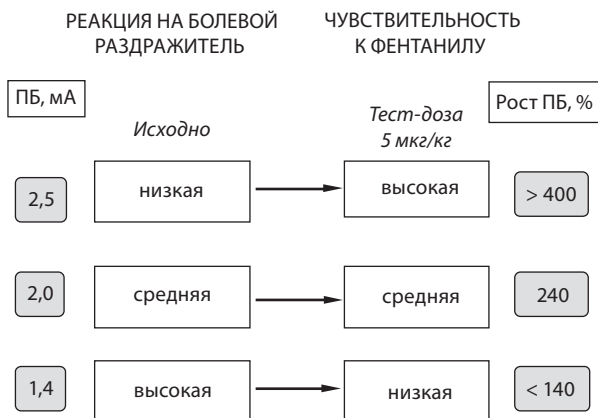 РЕАКЦИЯ НА БОЛЕВОЙ
РАЗДРАЖИТЕЛЬ
ЧУВСТВИТЕЛЬНОСТЬ
К ФЕНТАНИЛУ
ПБ, мА
Исходно
Тест-доза
5 мкг/кг
Рост ПБ, %
2,5
низкая
высокая
> 400
2,0
средняя
средняя
240
1,4
высокая
низкая
< 140